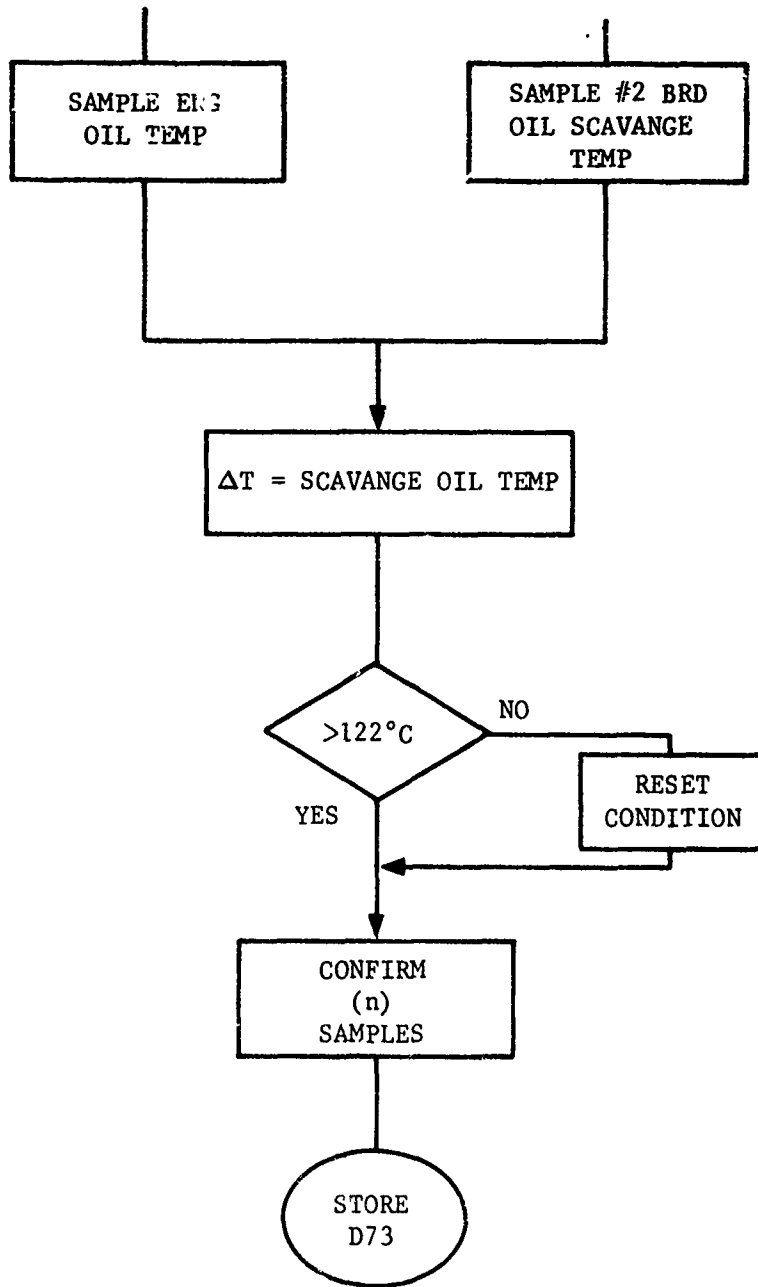 SAMPLE
OIL TEMP
SAMPLE #2 BRD
OIL SCAVANGE
TEMP
ΔT = SCAVANGE OIL TEMP
>122°C
NO
YES
RESET
CONDITION
CONFIRM
(n)
SAMPLES
STORE
D73